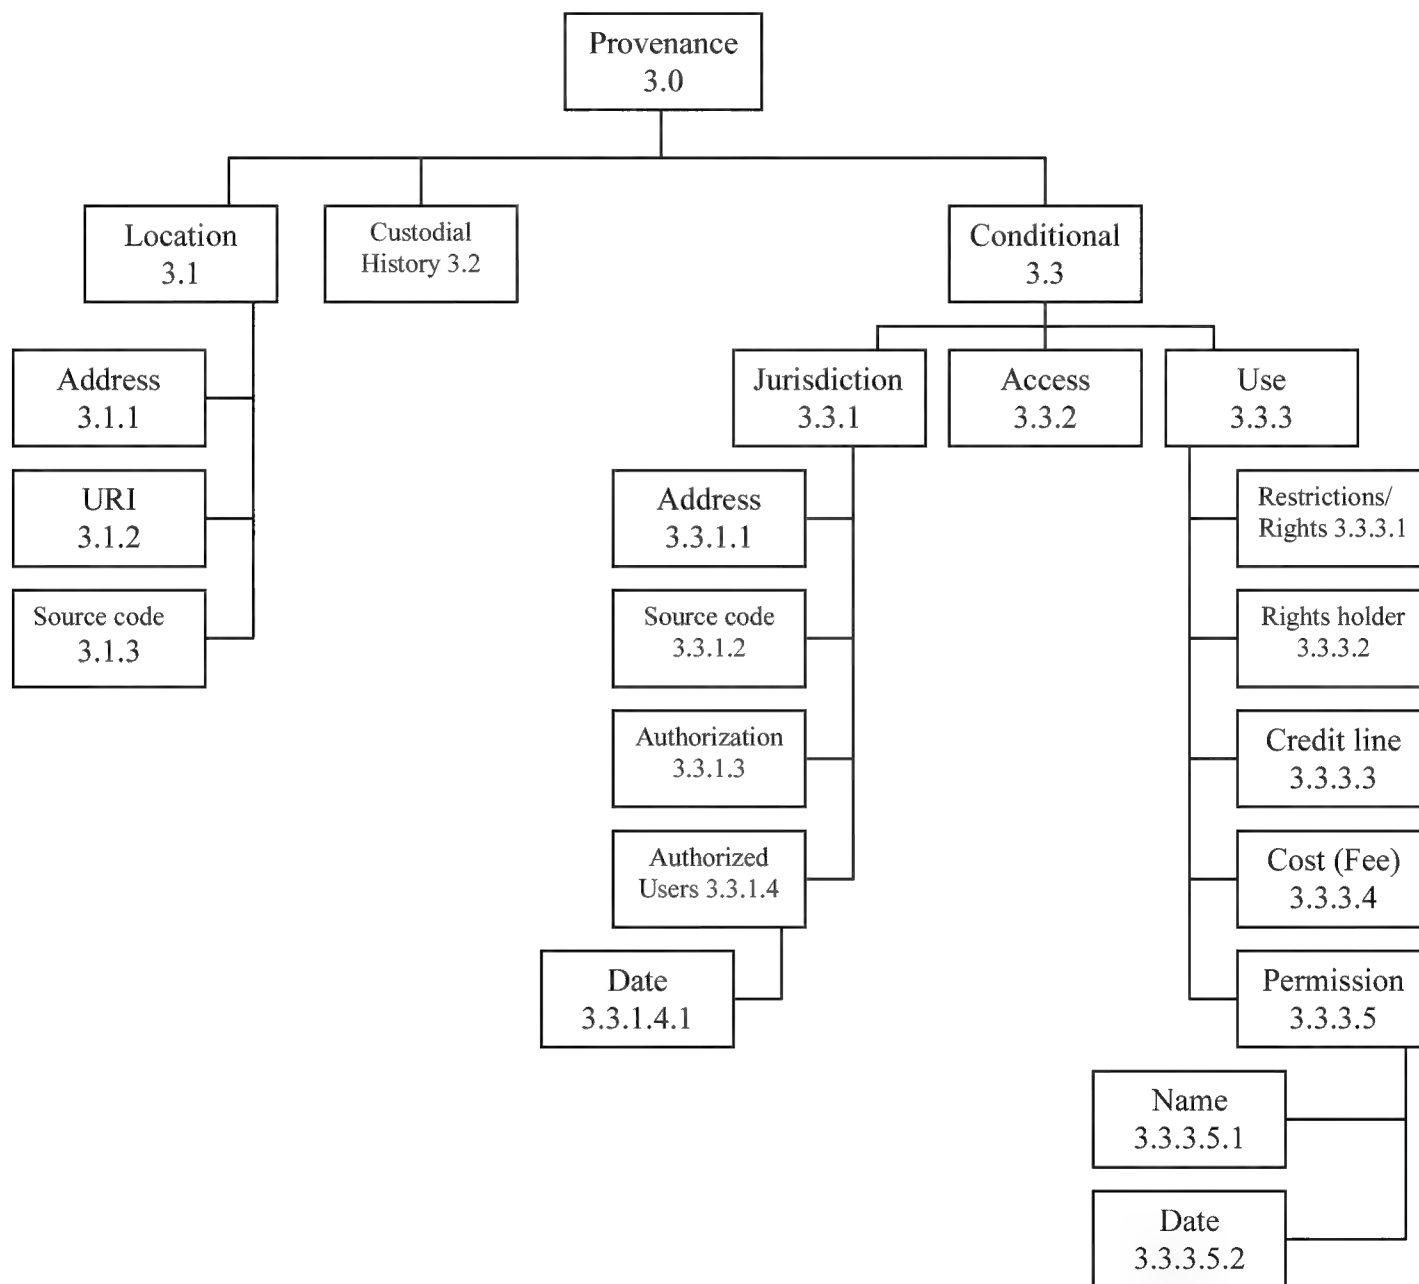 Provenance
3.0
Location
3.1
Custodial
History 3.2
Conditional
3.3
Address
3.1.1
URI
3.1.2
Source code
3.1.3
Jurisdiction
3.3.1
Access
3.3.2
Use
3.3.3
Address
3.3.1.1
Source code
3.3.1.2
Authorization
3.3.1.3
Authorized
Users 3.3.1.4
Date
3.3.1.4.1
Restrictions/
Rights 3.3.3.1
Rights holder
3.3.3.2
Credit line
3.3.3.3
Cost (Fee)
3.3.3.4
Permission
3.3.3.5
Name
3.3.3.5.1
Date
3.3.3.5.2